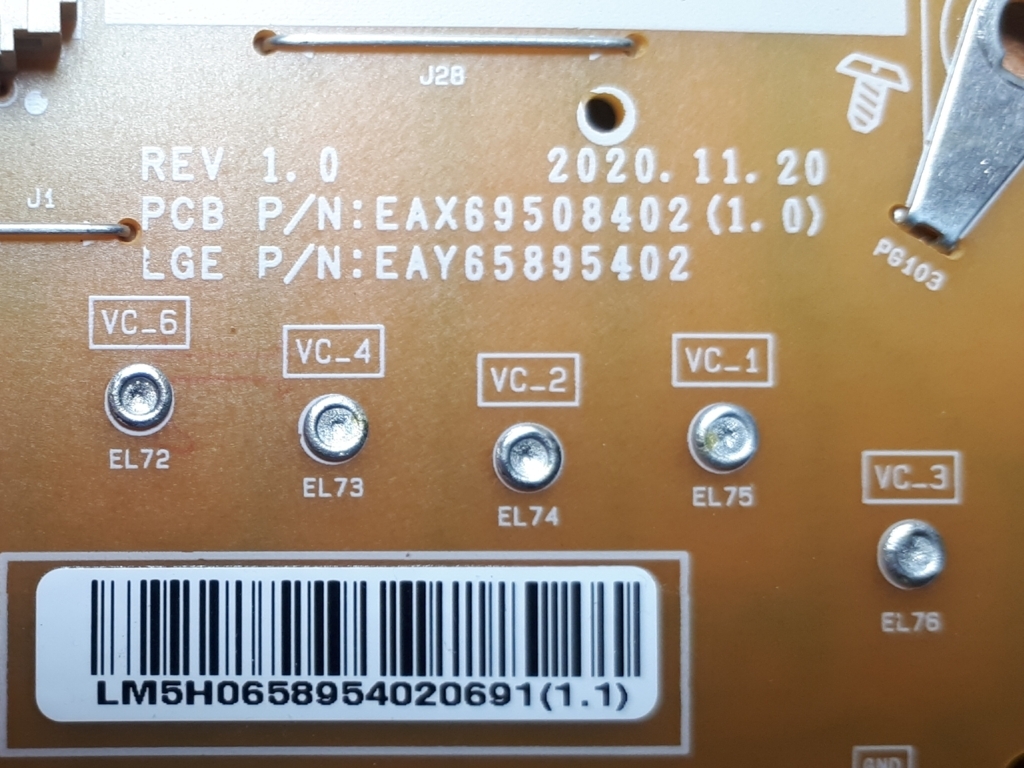 J28
REV 1.0 2020.11.20
J1
PCB P/N:EAX69508402(1.0)
LGE P/N:EAY65895402
PG103
VC_6
VC_4
VC_2
VC_1
VC_3
EL72
EL73
EL74
EL75
EL76
LM5H0658954020691(1.1)
GND